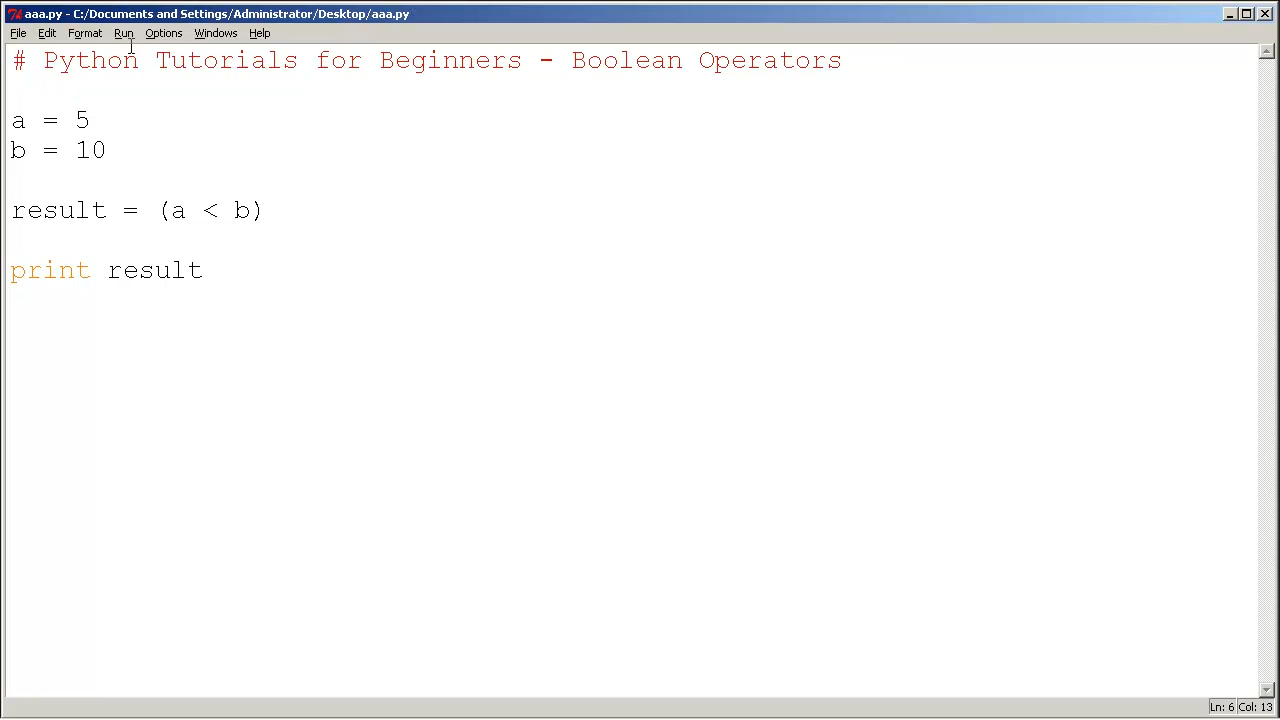 aaa.py - C:/Documents and Settings/Administrator/Desktop/aaa.py
File Edit Format Run Options Windows Help
# Python Tutorials for Beginners - Boolean Operators
a = 5
b = 10
result = (a < b)
print result
Ln: 6 Col: 13